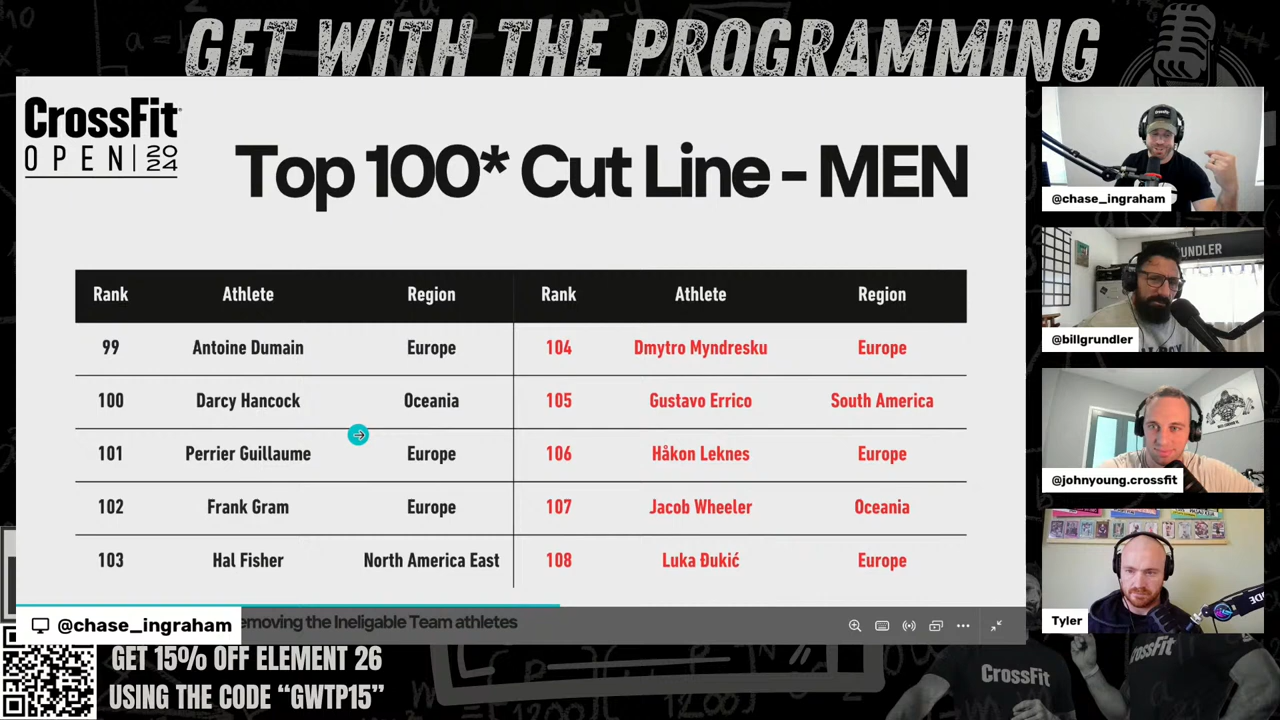 GET WITH THE PROGRAMMING
CrossFit
OPEN 2024
Top 100* Cut Line - MEN
Rank Athlete Region Rank Athlete Region
99 Antoine Dumain Europe 104 Dmytro Myndresku Europe
100 Darcy Hancock Oceania 105 Gustavo Errico South America
101 Perrier Guillaume Europe 106 Håkon Leknes Europe
102 Frank Gram Europe 107 Jacob Wheeler Oceania
103 Hal Fisher North America East 108 Luka Đukić Europe
the Ineligable Team athletes
@chase_ingraham
GET 15% OFF ELEMENT 26
USING THE CODE “GWTP15”
@chase_ingraham
@billgrundler
@johnyoung.crossfit
Tyler
CrossFit
CrossFit